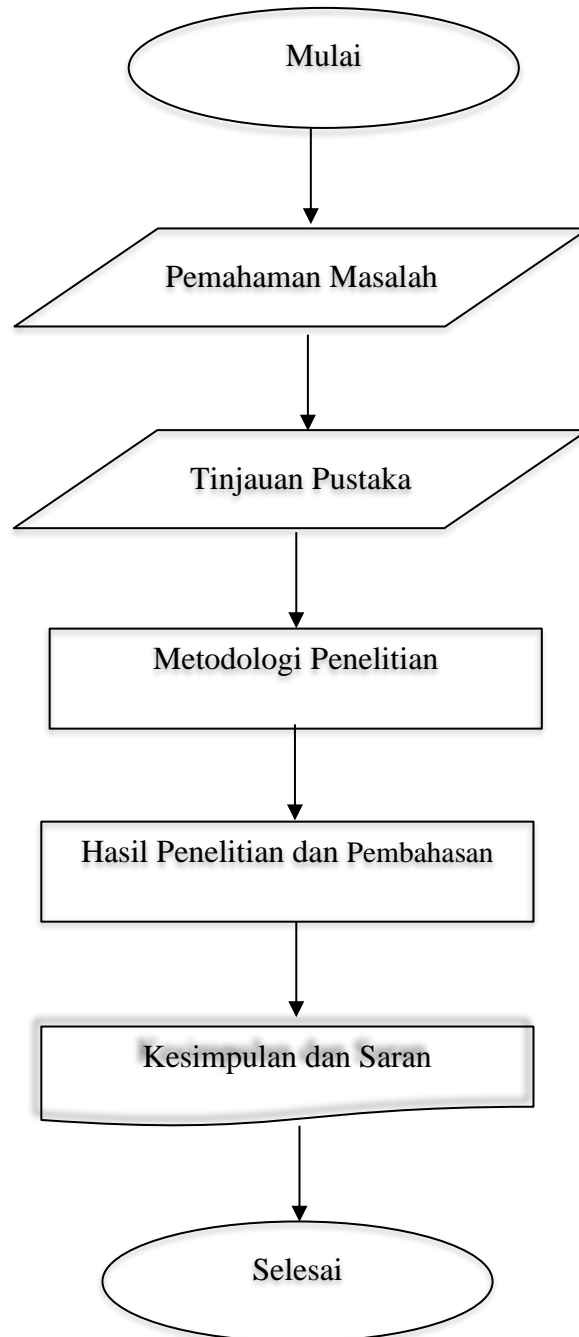 Mulai
Pemahaman Masalah
Tinjauan Pustaka
Metodologi Penelitian
Hasil Penelitian dan Pembahasan
Kesimpulan dan Saran
Selesai